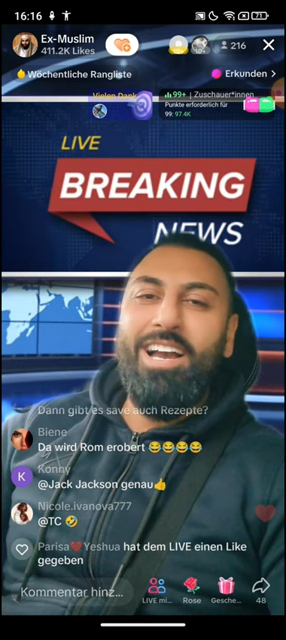 16:16
71
Ex-Muslim
411.2K Likes
216
Wöchentliche Rangliste
Erkunden >
Vielen Dank
99+ | Zuschauer*innen
Punkte erforderlich für
99: 97.4K
LIVE
BREAKING
NEWS
Dann gibt es save auch Rezepte?
Biene
Da wird Rom erobert 😂😂😂😂
K
Konny
@Jack Jackson genau👍
Nicole.ivanova777
@TC 🤣
Parisa❤️Yeshua hat dem LIVE einen Like
gegeben
Kommentar hinz...
LIVE mi...
Rose
Gesche...
48